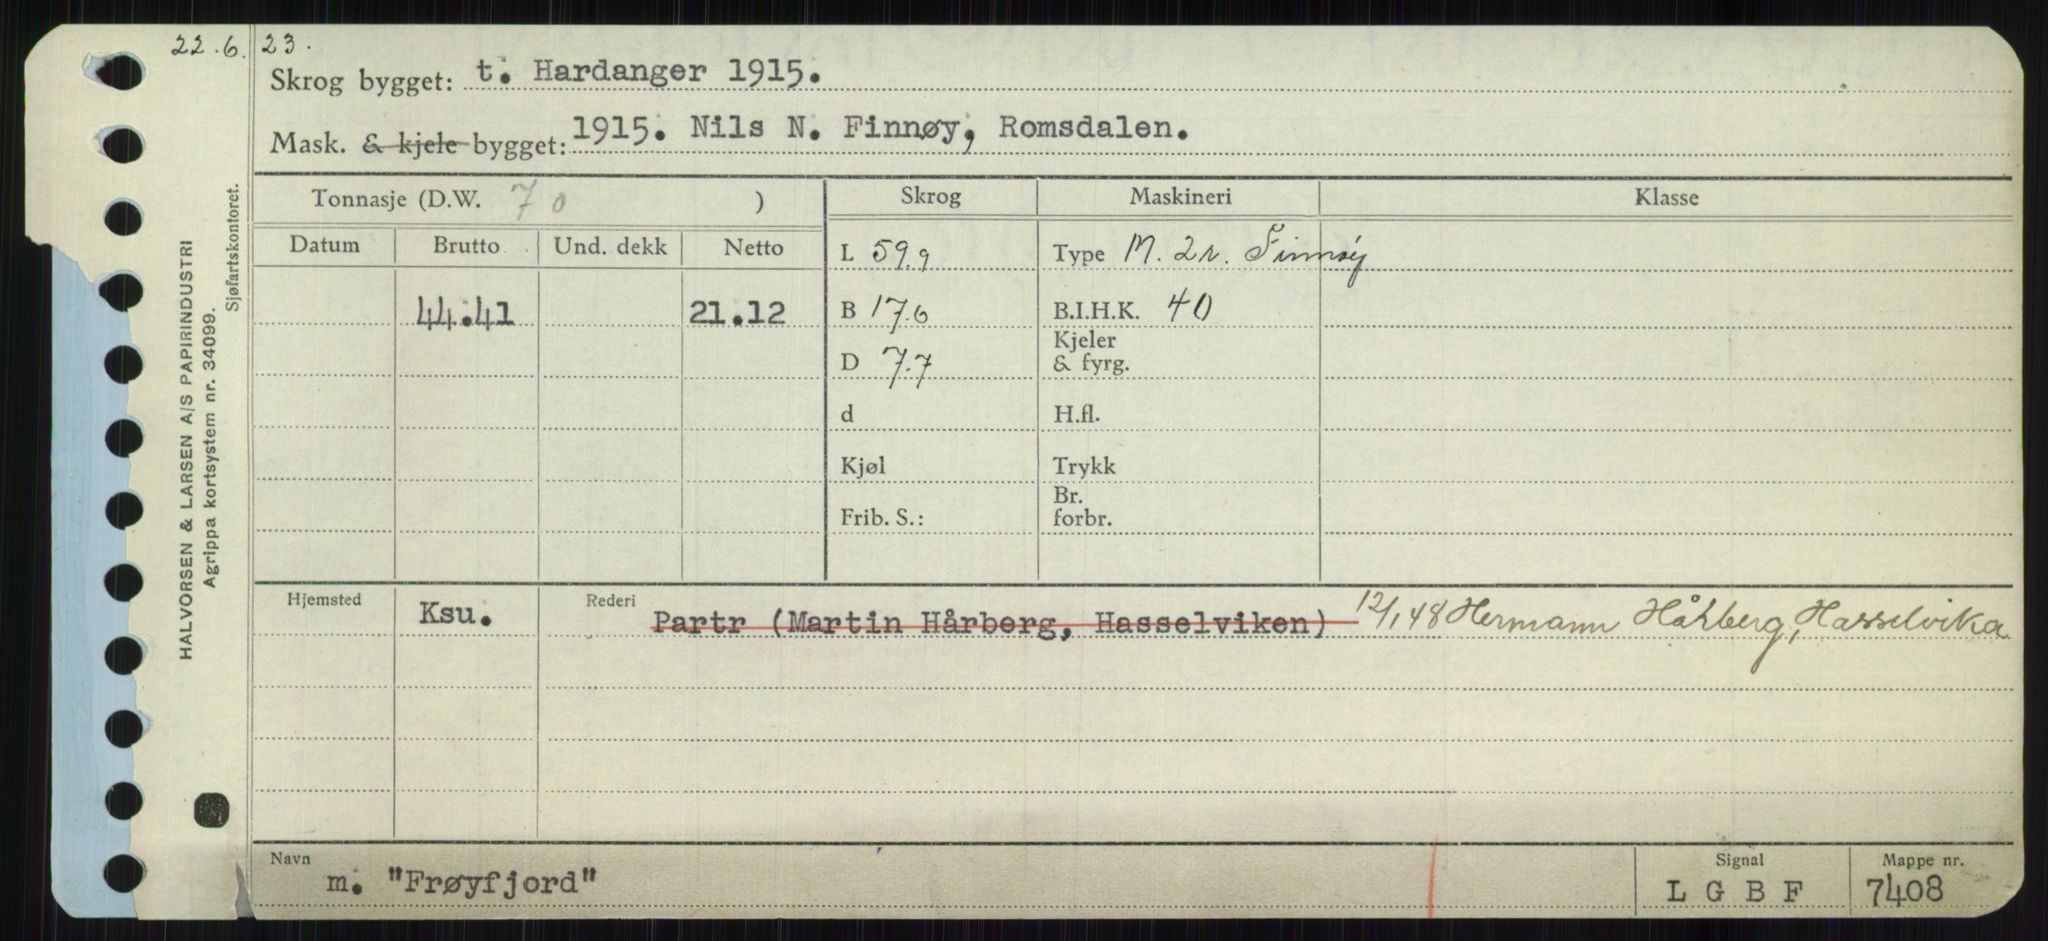 22.6.23.
Skrog bygget: t. Hardanger 1915.
Mask. & kjele bygget: 1915. Nils N. Finnøy, Romsdalen.
Tonnasje (D.W. 70 ) Skrog Maskineri Klasse
Datum Brutto Und. dekk Netto L 59.9 Type M. 2r. Finnøy
44.41 21.12 B 17.6 B.I.H.K. 40
Kjeler
D 7.7 & fyrg.
d H.fl.
Kjøl Trykk
Br.
Frib. S.: forbr.
Hjemsted Ksu. Rederi Partr (Martin Hårberg, Hasselviken) 12/1 48 Hermann Hårberg, Hasselvika
Navn Signal Mappe nr.
m. "Frøyfjord" L G B F 7408
HALVORSEN & LARSEN A/S PAPIRINDUSTRI
Agrippa kortsystem nr. 34099.
Sjøfartskontoret.